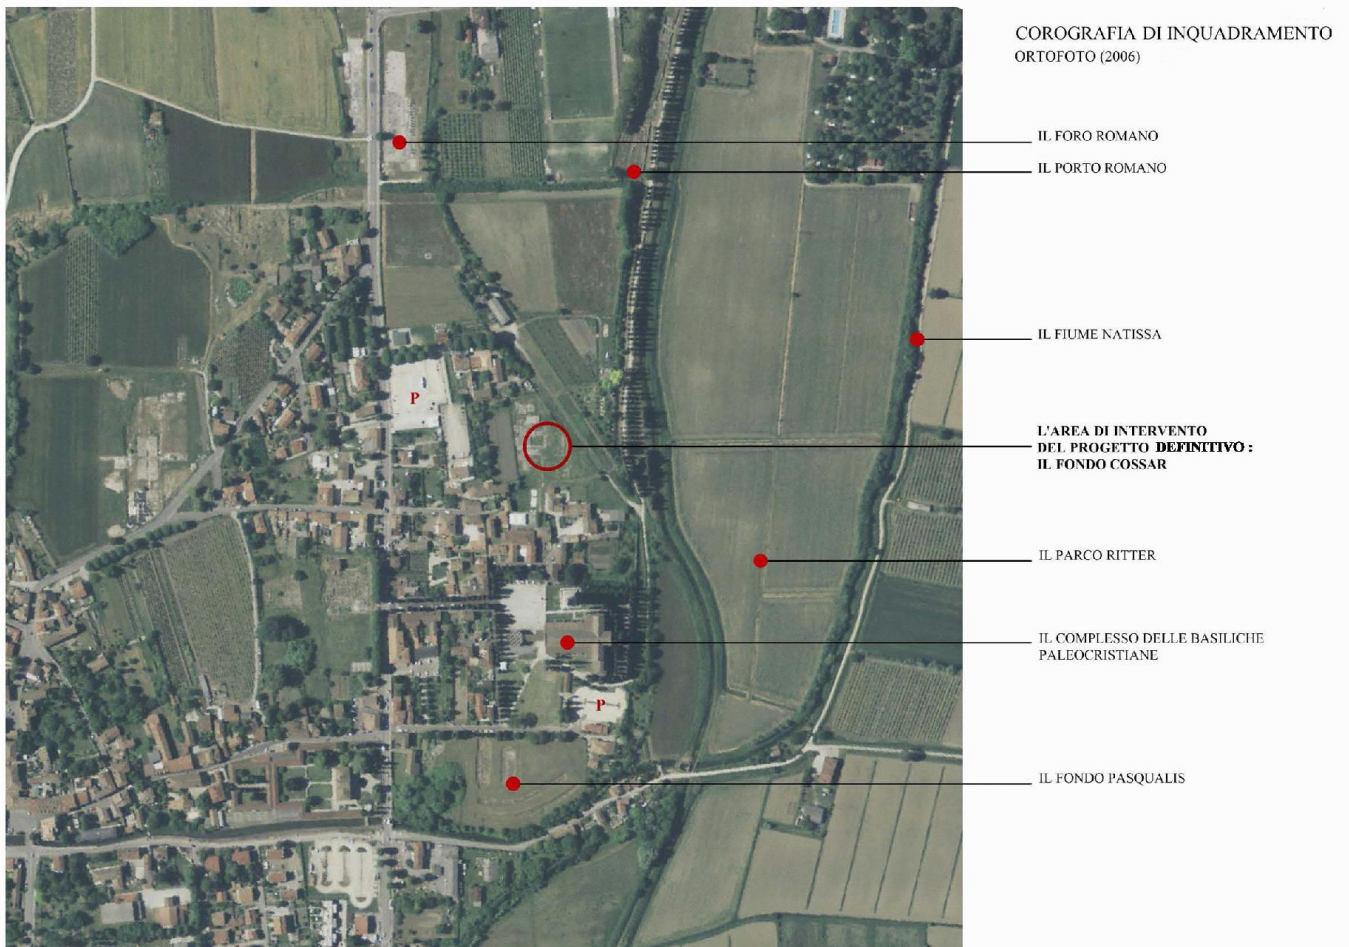 COROGRAFIA DI INQUADRAMENTO
ORTOFOTO (2006)
IL FORO ROMANO
IL PORTO ROMANO
IL FIUME NATISSA
P
L'AREA DI INTERVENTO
DEL PROGETTO DEFINITIVO :
IL FONDO COSSAR
IL PARCO RITTER
IL COMPLESSO DELLE BASILICHE
PALEOCRISTIANE
P
IL FONDO PASQUALIS